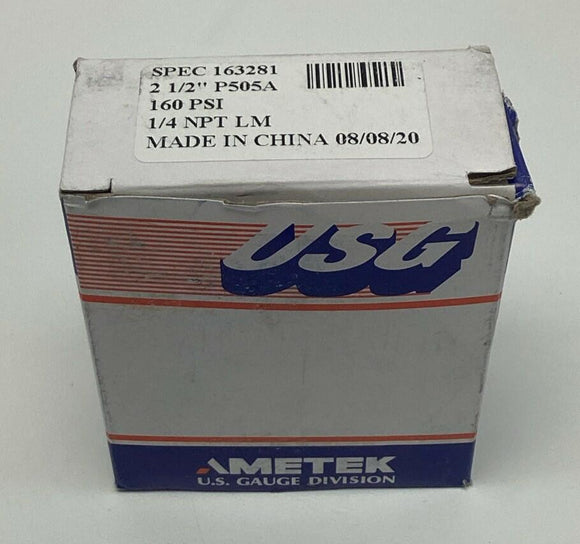 SPEC 163281
2 1/2" P505A
160 PSI
1/4 NPT LM
MADE IN CHINA 08/08/20
USG
AMETEK
U.S. GAUGE DIVISION